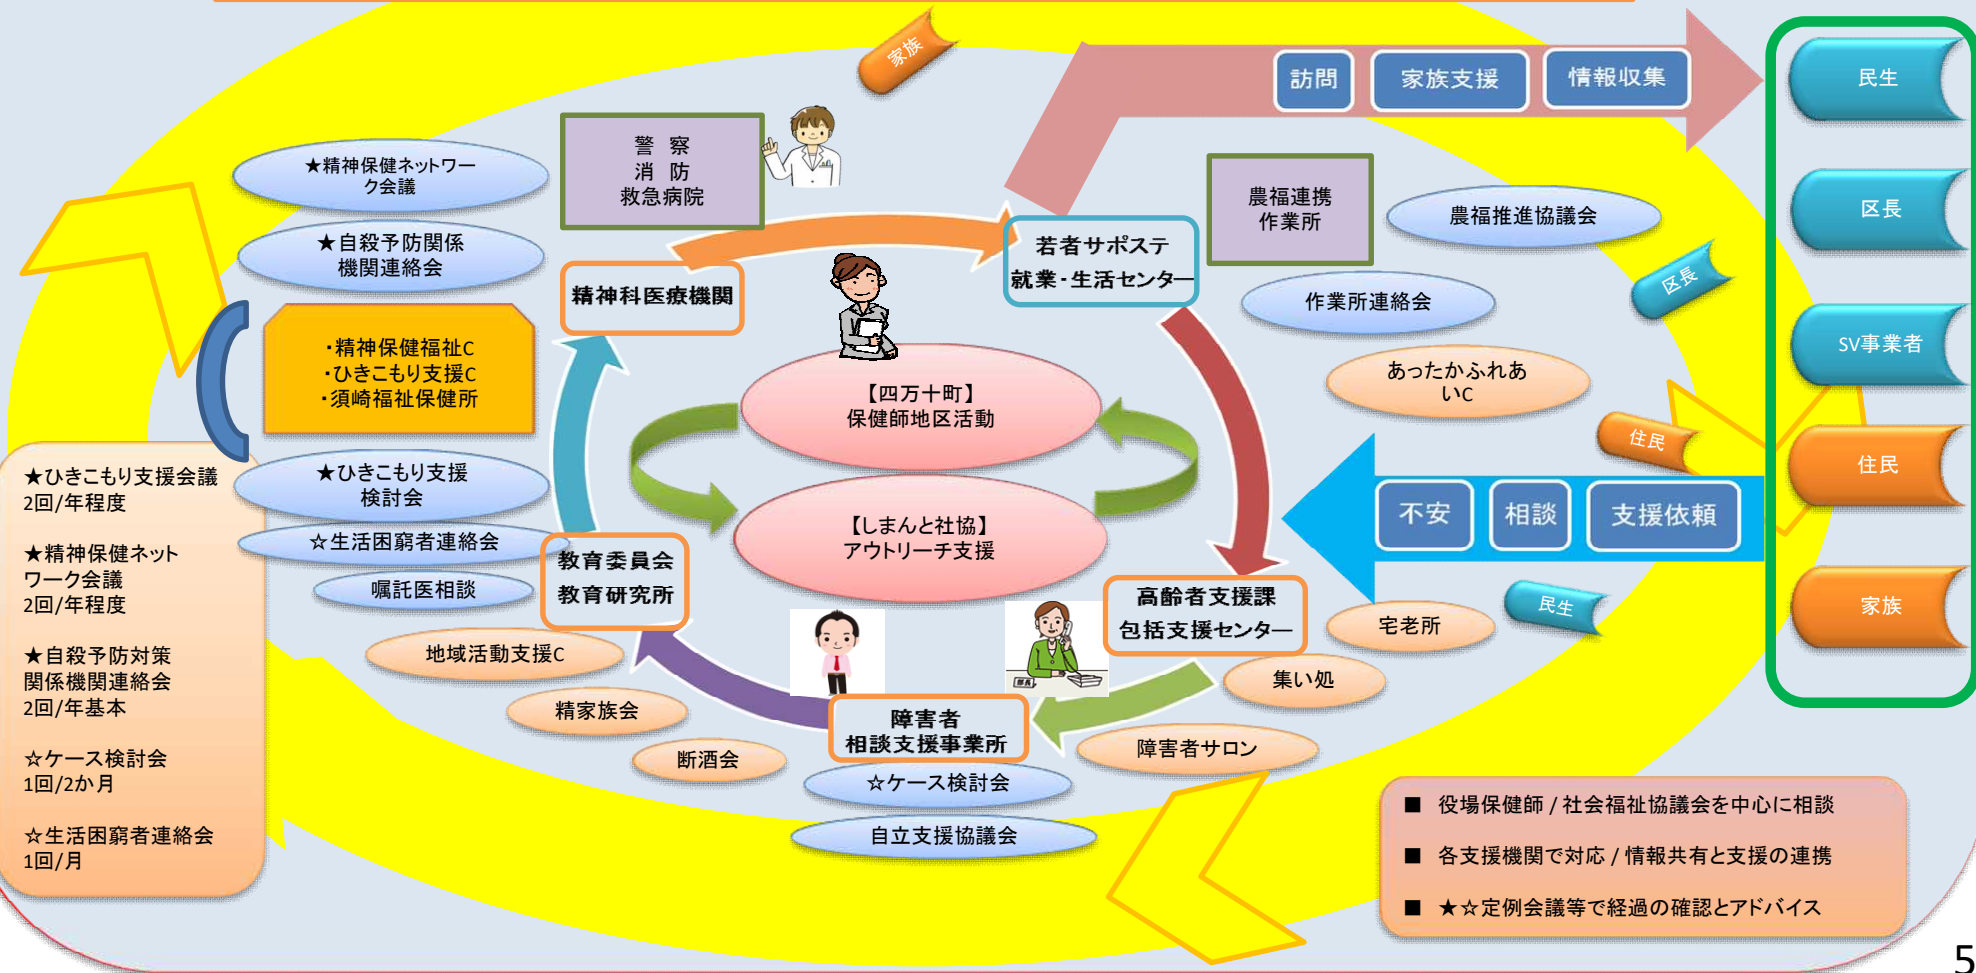 家族
訪問
家族支援
情報収集
民生
区長
SV事業者
住民
家族
★精神保健ネットワー
ク会議
★自殺予防関係
機関連絡会
警　察
消　防
救急病院
農福連携
作業所
農福推進協議会
作業所連絡会
あったかふれあ
いC
区長
住民
民生
精神科医療機関
若者サポステ
就業・生活センター
・精神保健福祉C
・ひきこもり支援C
・須崎福祉保健所
【四万十町】
保健師地区活動
【しまんと社協】
アウトリーチ支援
不安
相談
支援依頼
★ひきこもり支援
検討会
☆生活困窮者連絡会
嘱託医相談
教育委員会
教育研究所
高齢者支援課
包括支援センター
宅老所
集い処
障害者サロン
部長
地域活動支援C
精家族会
断酒会
障害者
相談支援事業所
☆ケース検討会
自立支援協議会
★ひきこもり支援会議
2回/年程度
★精神保健ネット
ワーク会議
2回/年程度
★自殺予防対策
関係機関連絡会
2回/年基本
☆ケース検討会
1回/2か月
☆生活困窮者連絡会
1回/月
■ 役場保健師 / 社会福祉協議会を中心に相談
■ 各支援機関で対応 / 情報共有と支援の連携
■ ★☆定例会議等で経過の確認とアドバイス
5